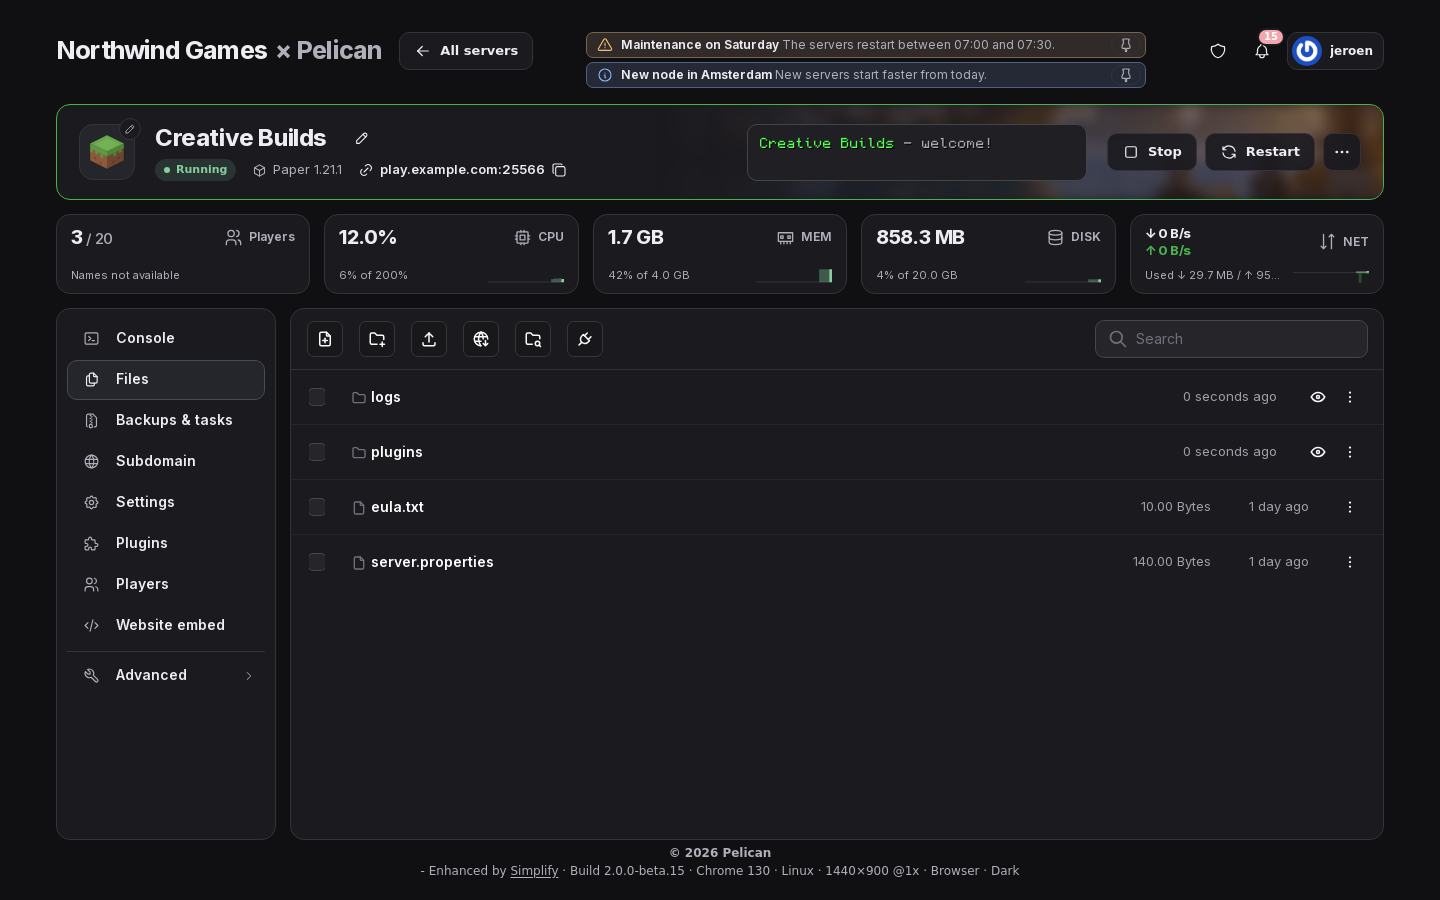 Northwind Games × Pelican
All servers
Maintenance on Saturday The servers restart between 07:00 and 07:30.
New node in Amsterdam New servers start faster from today.
15
jeroen
Creative Builds
Running
Paper 1.21.1
play.example.com:25566
Creative Builds – welcome!
Stop
Restart
3 / 20
Players
Names not available
12.0%
CPU
6% of 200%
1.7 GB
MEM
42% of 4.0 GB
858.3 MB
DISK
4% of 20.0 GB
↓ 0 B/s
↑ 0 B/s
NET
Used ↓ 29.7 MB / ↑ 95...
Console
Files
Backups & tasks
Subdomain
Settings
Plugins
Players
Website embed
Advanced
Search
logs 0 seconds ago
plugins 0 seconds ago
eula.txt 10.00 Bytes 1 day ago
server.properties 140.00 Bytes 1 day ago
© 2026 Pelican
- Enhanced by Simplify · Build 2.0.0-beta.15 · Chrome 130 · Linux · 1440×900 @1x · Browser · Dark